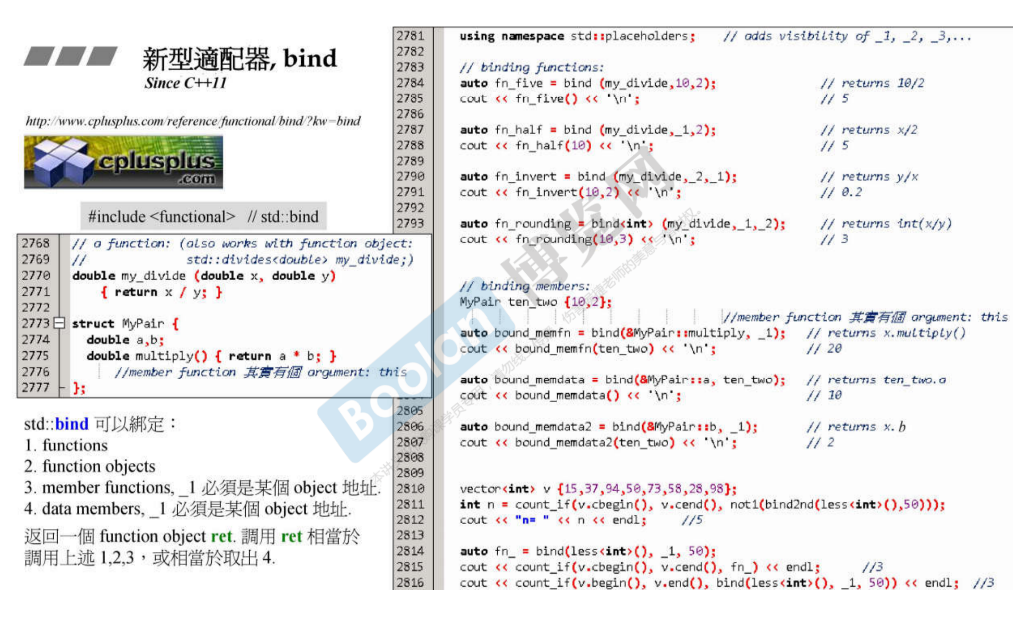 新型適配器, bind
Since C++11
http://www.cplusplus.com/reference/functional/bind/?kw=bind
cplusplus
.com
#include <functional> // std::bind
2768 // a function: (also works with function object:
2769 // std::divides<double> my_divide;)
2770 double my_divide (double x, double y)
2771 { return x / y; }
2772
2773 struct MyPair {
2774 double a,b;
2775 double multiply() { return a * b; }
2776 //member function 其實有個 argument: this
2777 };
std::bind 可以綁定：
1. functions
2. function objects
3. member functions, _1 必須是某個 object 地址.
4. data members, _1 必須是某個 object 地址.
返回一個 function object ret. 調用 ret 相當於
調用上述 1,2,3，或相當於取出 4.
2781 using namespace std::placeholders; // adds visibility of _1, _2, _3,...
2782
2783 // binding functions:
2784 auto fn_five = bind (my_divide,10,2); // returns 10/2
2785 cout << fn_five() << '\n'; // 5
2786
2787 auto fn_half = bind (my_divide,_1,2); // returns x/2
2788 cout << fn_half(10) << '\n'; // 5
2789
2790 auto fn_invert = bind (my_divide,_2,_1); // returns y/x
2791 cout << fn_invert(10,2) << '\n'; // 0.2
2792
2793 auto fn_rounding = bind<int> (my_divide,_1,_2); // returns int(x/y)
cout << fn_rounding(10,3) << '\n'; // 3
// binding members:
MyPair ten_two {10,2};
//member function 其實有個 argument: this
auto bound_memfn = bind(&MyPair::multiply, _1); // returns x.multiply()
cout << bound_memfn(ten_two) << '\n'; // 20
auto bound_memdata = bind(&MyPair::a, ten_two); // returns ten_two.a
cout << bound_memdata() << '\n'; // 10
2805
2806 auto bound_memdata2 = bind(&MyPair::b, _1); // returns x.b
2807 cout << bound_memdata2(ten_two) << '\n'; // 2
2808
2809
2810 vector<int> v {15,37,94,50,73,58,28,98};
2811 int n = count_if(v.cbegin(), v.cend(), not1(bind2nd(less<int>(),50)));
2812 cout << "n= " << n << endl; //5
2813
2814 auto fn_ = bind(less<int>(), _1, 50);
2815 cout << count_if(v.cbegin(), v.cend(), fn_) << endl; //3
2816 cout << count_if(v.begin(), v.end(), bind(less<int>(), _1, 50)) << endl; //3
Boolan 博览网